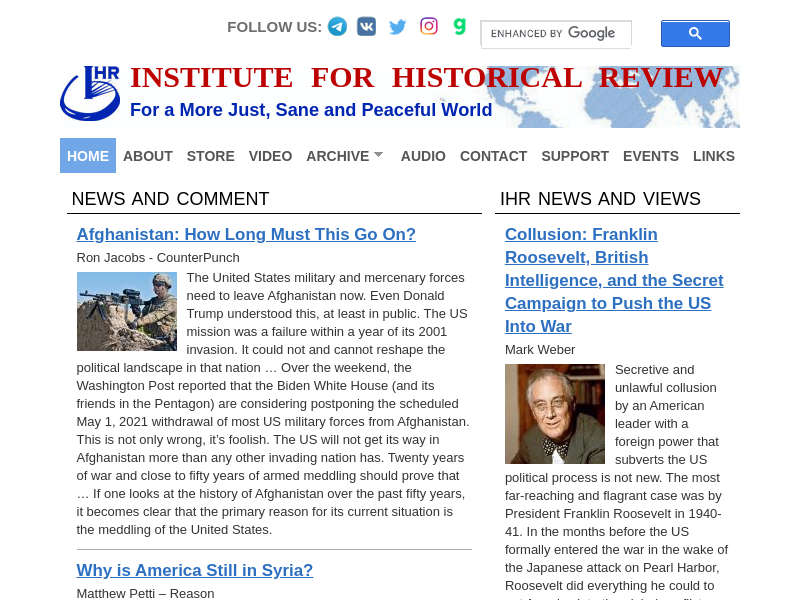 FOLLOW US:
ENHANCED BY Google
IHR
INSTITUTE FOR HISTORICAL REVIEW
For a More Just, Sane and Peaceful World
HOME ABOUT STORE VIDEO ARCHIVE AUDIO CONTACT SUPPORT EVENTS LINKS
NEWS AND COMMENT
Afghanistan: How Long Must This Go On?
Ron Jacobs - CounterPunch
The United States military and mercenary forces
need to leave Afghanistan now. Even Donald
Trump understood this, at least in public. The US
mission was a failure within a year of its 2001
invasion. It could not and cannot reshape the
political landscape in that nation … Over the weekend, the
Washington Post reported that the Biden White House (and its
friends in the Pentagon) are considering postponing the scheduled
May 1, 2021 withdrawal of most US military forces from Afghanistan.
This is not only wrong, it’s foolish. The US will not get its way in
Afghanistan more than any other invading nation has. Twenty years
of war and close to fifty years of armed meddling should prove that
… If one looks at the history of Afghanistan over the past fifty years,
it becomes clear that the primary reason for its current situation is
the meddling of the United States.
Why is America Still in Syria?
Matthew Petti – Reason
IHR NEWS AND VIEWS
Collusion: Franklin
Roosevelt, British
Intelligence, and the Secret
Campaign to Push the US
Into War
Mark Weber
Secretive and
unlawful collusion
by an American
leader with a
foreign power that
subverts the US
political process is not new. The most
far-reaching and flagrant case was by
President Franklin Roosevelt in 1940-
41. In the months before the US
formally entered the war in the wake of
the Japanese attack on Pearl Harbor,
Roosevelt did everything he could to